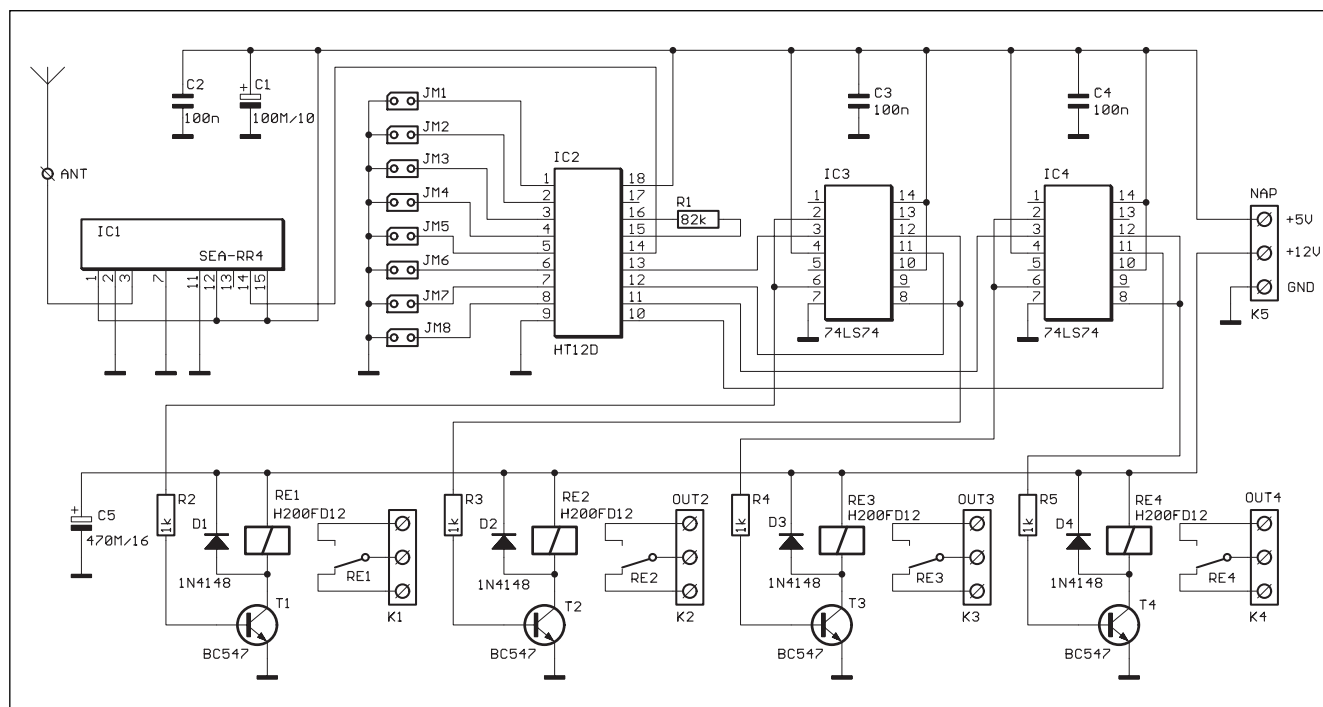 ANT
C2
100n
C1
+
100M/10
IC1
SEA-RR4
1 2 3 7 11 12 13 14 15
JM1
JM2
JM3
JM4
JM5
JM6
JM7
JM8
IC2
1 18
2 17
3 16
4 15
5 14
6 13
7 12
8 11
9 10
HT12D
R1
82k
C3
100n
IC3
1 14
2 13
3 12
4 11
5 10
6 9
7 8
74LS74
C4
100n
IC4
1 14
2 13
3 12
4 11
5 10
6 9
7 8
74LS74
NAP
+5V
+12V
GND
K5
+
C5
470M/16
R2
1k
D1
1N4148
RE1
H200FD12
RE1
K1
T1
BC547
R3
1k
D2
1N4148
RE2
H200FD12
OUT2
RE2
K2
T2
BC547
R4
1k
D3
1N4148
RE3
H200FD12
OUT3
RE3
K3
T3
BC547
R5
1k
D4
1N4148
RE4
H200FD12
OUT4
RE4
K4
T4
BC547